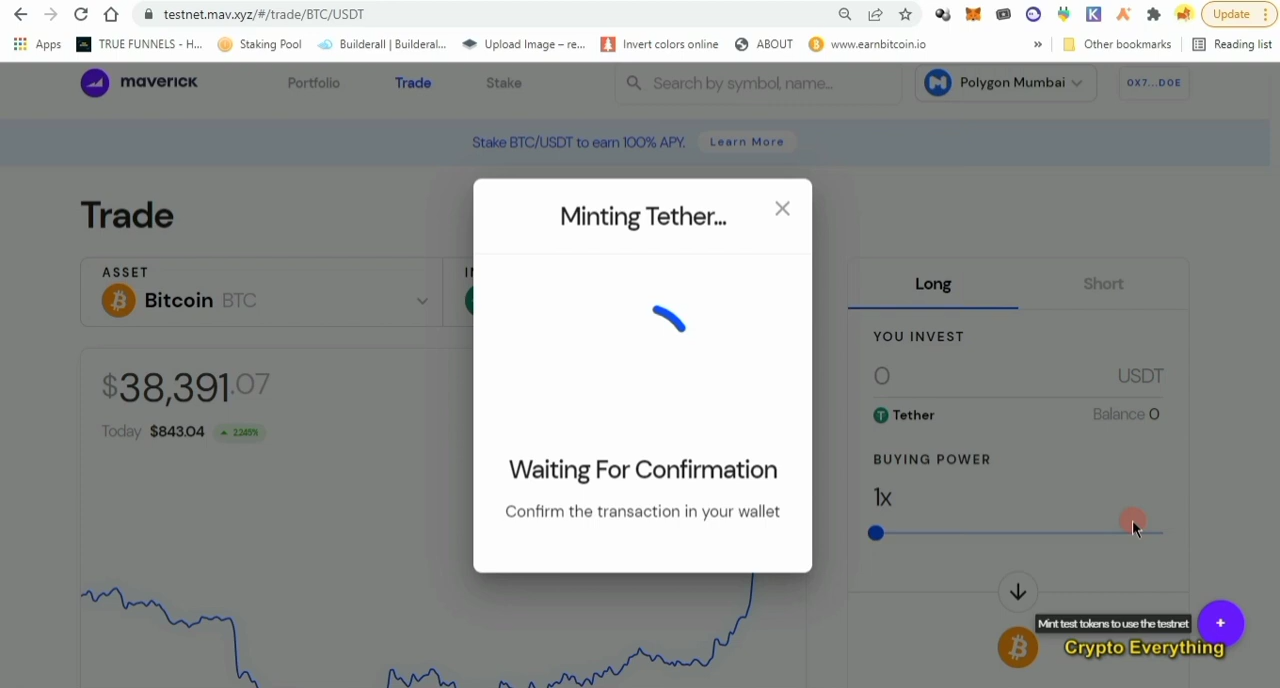 testnet.mav.xyz/#/trade/BTC/USDT
Update
Apps
TRUE FUNNELS - H...
Staking Pool
Builderall | Builderal...
Upload Image – re...
Invert colors online
ABOUT
www.earnbitcoin.io
»
Other bookmarks
Reading list
maverick
Portfolio
Trade
Stake
Search by symbol, name...
Polygon Mumbai
0X7...D0E
Stake BTC/USDT to earn 100% APY.
Learn More
Minting Tether...
Trade
ASSET
Bitcoin BTC
Long
Short
YOU INVEST
$38,391.07
0
USDT
Today $843.04 2.245%
Tether
Balance 0
BUYING POWER
Waiting For Confirmation
1x
Confirm the transaction in your wallet
Mint test tokens to use the testnet
+
Crypto Everything